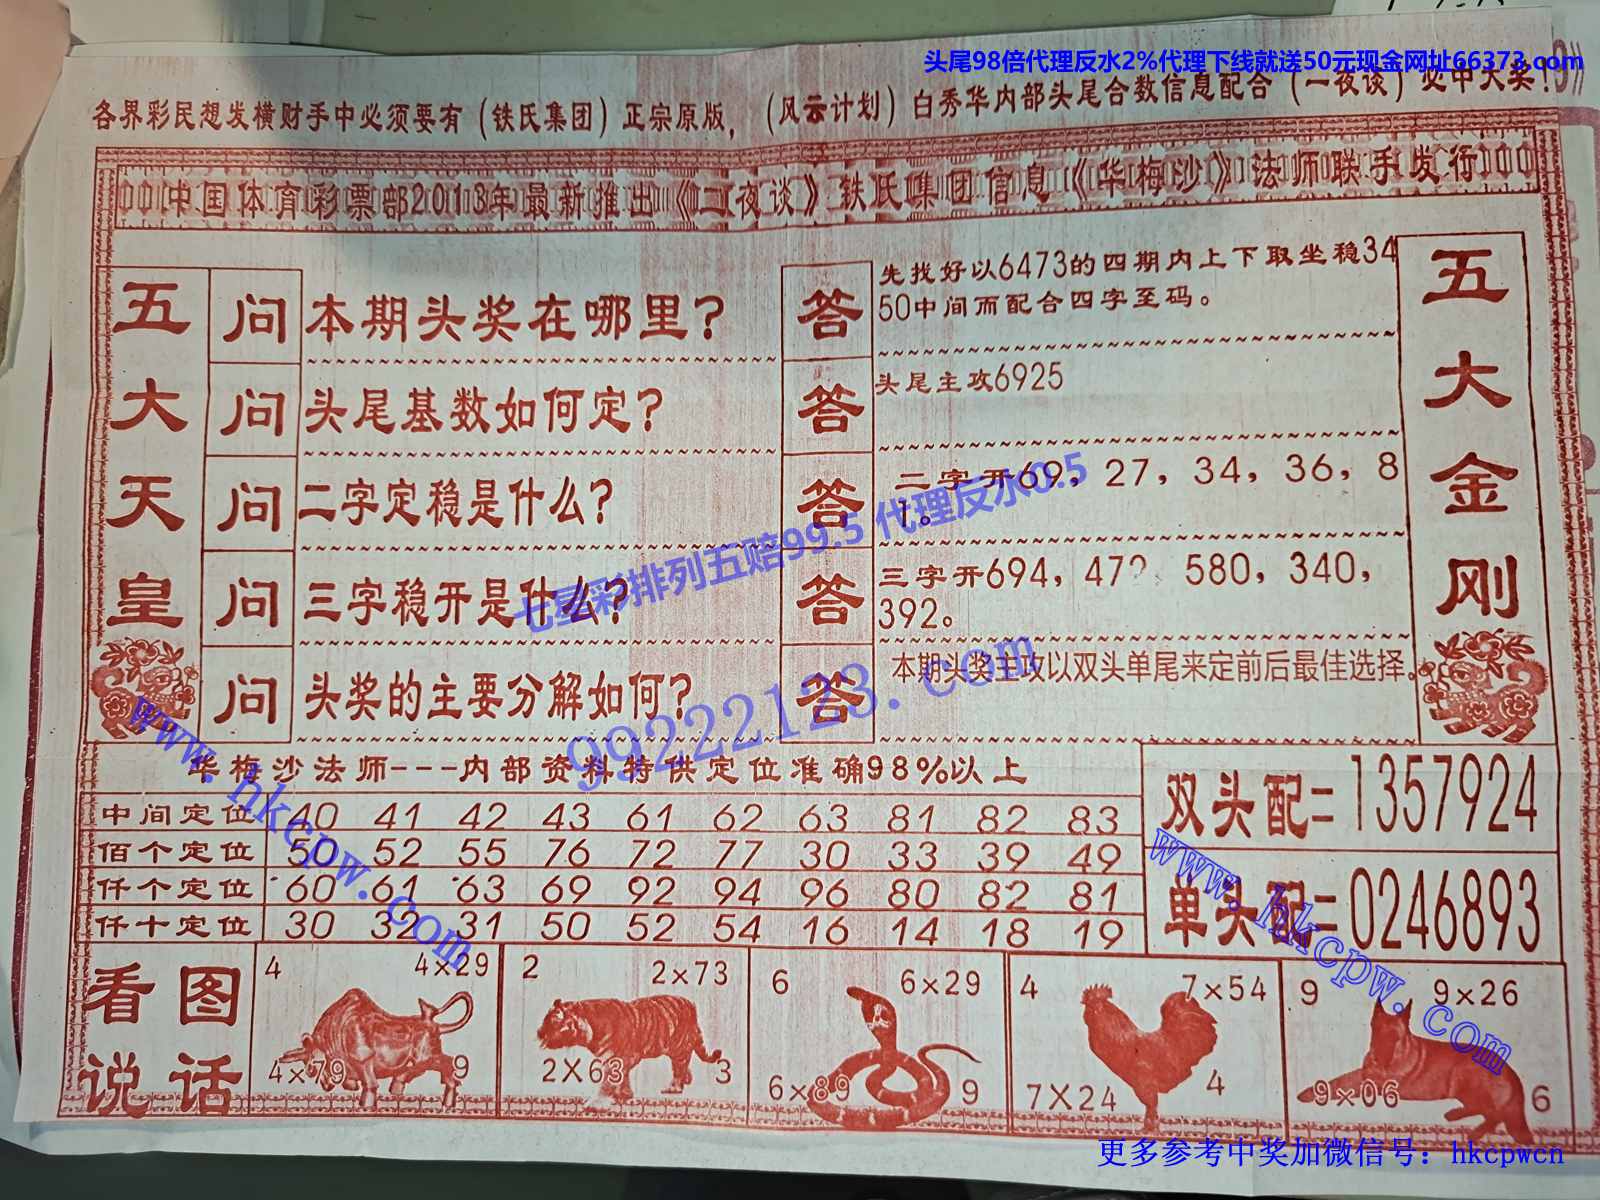 头尾98倍代理反水2%代理下线就送50元现金网址66373.com
各界彩民想发横财手中必须要有(铁氏集团)正宗原版,(风云计划)白秀华内部头尾合数信息配合(一夜谈)必中大奖!
中国体育彩票部2013年最新推出《二夜谈》铁氏集团信息《华梅沙》法师联手发行
五大天皇
问 本期头奖在哪里?
答 先找好以6473的四期内上下取坐稳34
50中间而配合四字至码。
问 头尾基数如何定?
答 头尾主攻6925
问 二字定稳是什么?
答 二字开69,27,34,36,8
1。
问 三字稳开是什么?
答 三字开694,47? 580,340,
392。
问 头奖的主要分解如何?
答 本期头奖主攻以双头单尾来定前后最佳选择。
五大金刚
七星彩排列五赔99.5 代理反水0.5
99222123.com
www.hkcpw.com
华梅沙法师---内部资料特供定位准确98%以上
中间定位 40 41 42 43 61 62 63 81 82 83
佰个定位 50 52 55 76 72 77 30 33 39 49
仟个定位 60 61 63 69 92 94 96 80 82 81
仟十定位 30 32 31 50 52 54 16 14 18 19
双头配=1357924
单头配=0246893
www.hkcpw.com
看图
说话
4 4×29
4×79 9
2 2×73
2×63 3
6 6×29
6×89 9
4 7×54
7×24 4
9 9×26
9×06 6
更多参考中奖加微信号：hkcpwcn